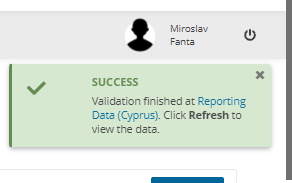 Miroslav
Fanta
SUCCESS
Validation finished at Reporting
Data (Cyprus). Click Refresh to
view the data.